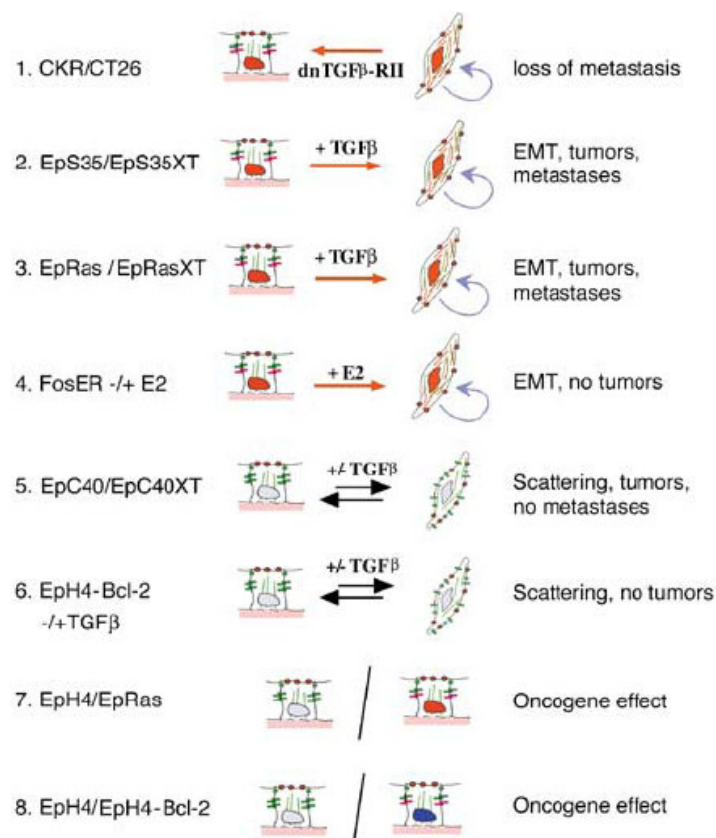 1. CKR/CT26
dnTGFβ-RII
loss of metastasis
2. EpS35/EpS35XT
+ TGFβ
EMT, tumors,
metastases
3. EpRas /EpRasXT
+ TGFβ
EMT, tumors,
metastases
4. FosER -/+ E2
+ E2
EMT, no tumors
5. EpC40/EpC40XT
+/- TGFβ
Scattering, tumors,
no metastases
6. EpH4-Bcl-2
-/+TGFβ
+/- TGFβ
Scattering, no tumors
7. EpH4/EpRas
Oncogene effect
8. EpH4/EpH4-Bcl-2
Oncogene effect